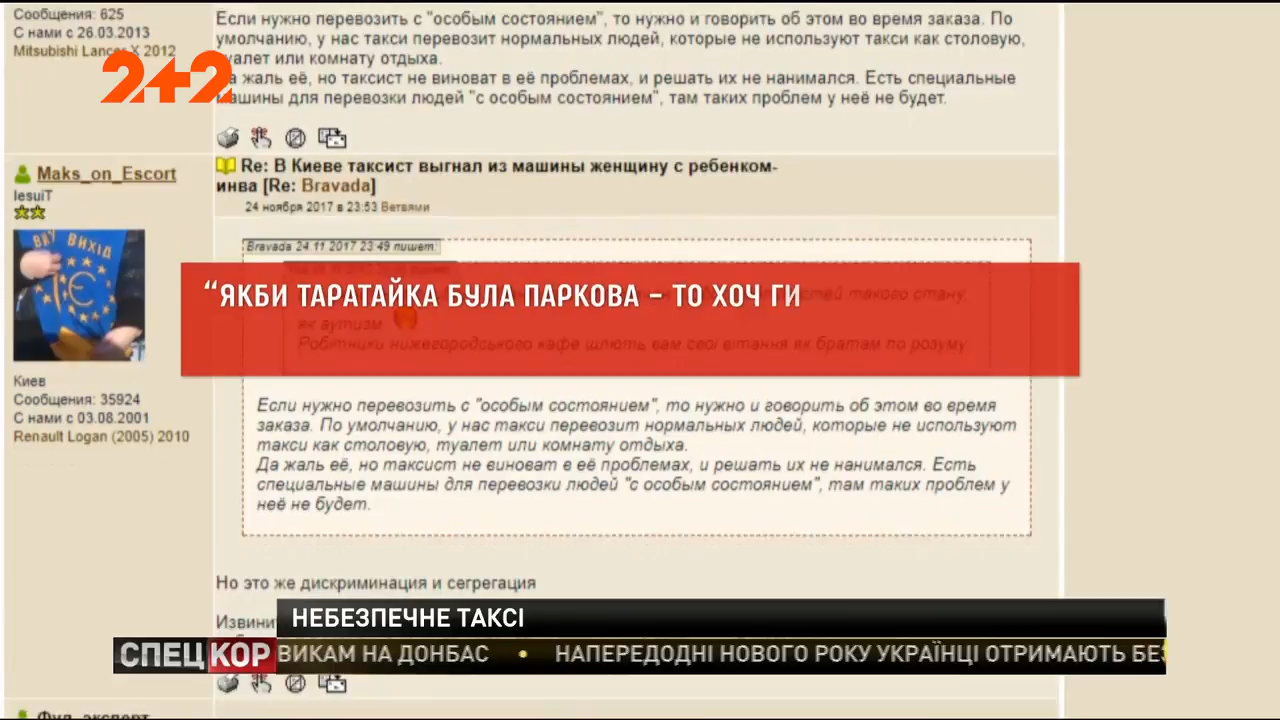 Сообщения: 625
С нами с 26.03.2013
Mitsubishi Lancer X 2012
2+2
Если нужно перевозить с "особым состоянием", то нужно и говорить об этом во время заказа. По
умолчанию, у нас такси перевозит нормальных людей, которые не используют такси как столовую,
туалет или комнату отдыха.
Да жаль её, но таксист не виноват в её проблемах, и решать их не нанимался. Есть специальные
машины для перевозки людей "с особым состоянием", там таких проблем у неё не будет.
Maks_on_Escort
IesuiT
ВКУ ВИХІД
Киев
Сообщения: 35924
С нами с 03.08.2001
Renault Logan (2005) 2010
Re: В Киеве таксист выгнал из машины женщину с ребенком-
инва [Re: Bravada]
24 ноября 2017 в 23:53 Ветвями
Bravada 24.11.2017 23:49 пишет:
“ЯКБИ ТАРАТАЙКА БУЛА ПАРКОВА – ТО ХОЧ ГИ
такого стану,
як аутизм
Робітники нижегородського кафе шлють вам свої вітання як братам по розуму.
Если нужно перевозить с "особым состоянием", то нужно и говорить об этом во время
заказа. По умолчанию, у нас такси перевозит нормальных людей, которые не используют
такси как столовую, туалет или комнату отдыха.
Да жаль её, но таксист не виноват в её проблемах, и решать их не нанимался. Есть
специальные машины для перевозки людей "с особым состоянием", там таких проблем у
неё не будет.
Но это же дискриминация и сегрегация
НЕБЕЗПЕЧНЕ ТАКСІ
СПЕЦКОР
ВИКАМ НА ДОНБАС • НАПЕРЕДОДНІ НОВОГО РОКУ УКРАЇНЦІ ОТРИМАЮТЬ БЕЗ
Фул_эксперт